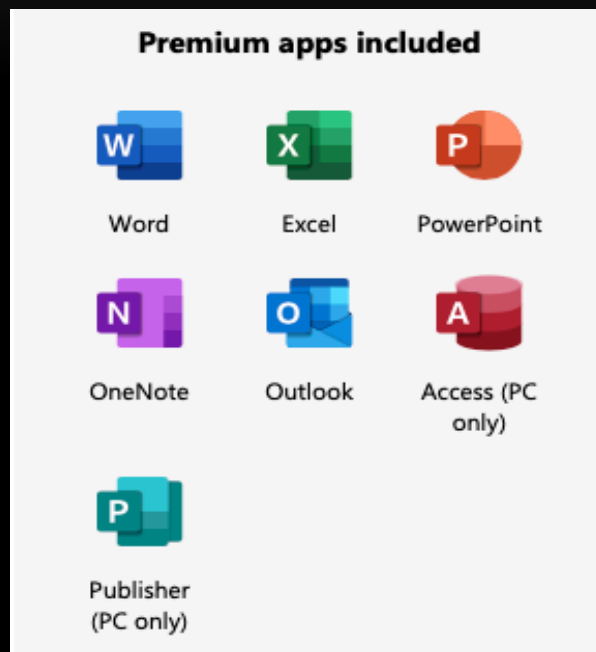 Premium apps included
W X P
Word Excel PowerPoint
N O A
OneNote Outlook Access (PC
only)
P
Publisher
(PC only)